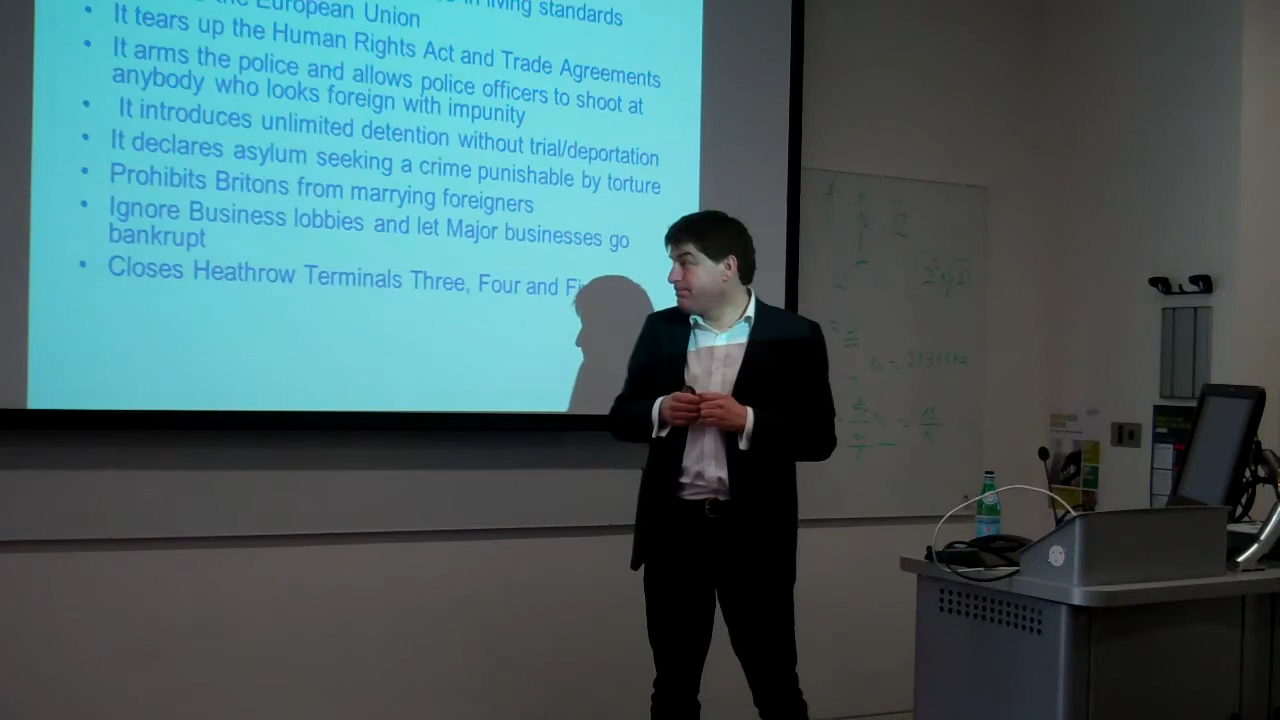 the European Union
in living standards
• It tears up the Human Rights Act and Trade Agreements
• It arms the police and allows police officers to shoot at
anybody who looks foreign with impunity
• It introduces unlimited detention without trial/deportation
• It declares asylum seeking a crime punishable by torture
• Prohibits Britons from marrying foreigners
• Ignore Business lobbies and let Major businesses go
bankrupt
• Closes Heathrow Terminals Three, Four and